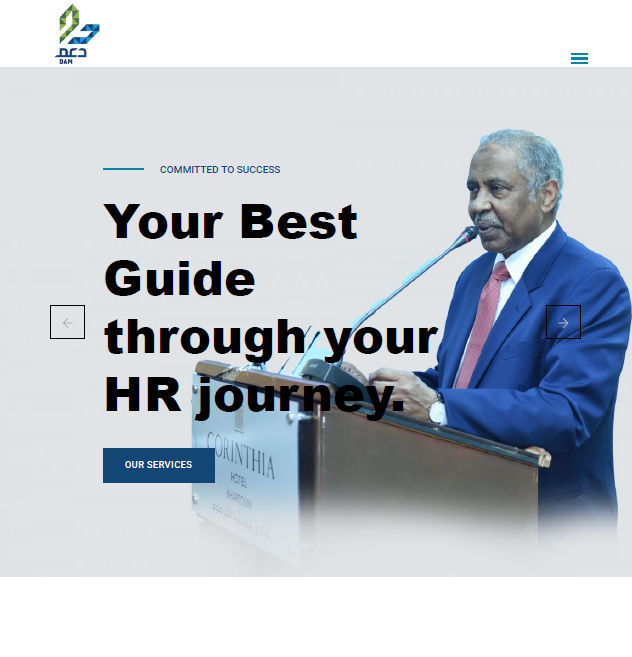 دعم
DAM
COMMITTED TO SUCCESS
Your Best
Guide
through your
HR journey.
OUR SERVICES
CORINTHIA
HOTEL
KHARTOUM